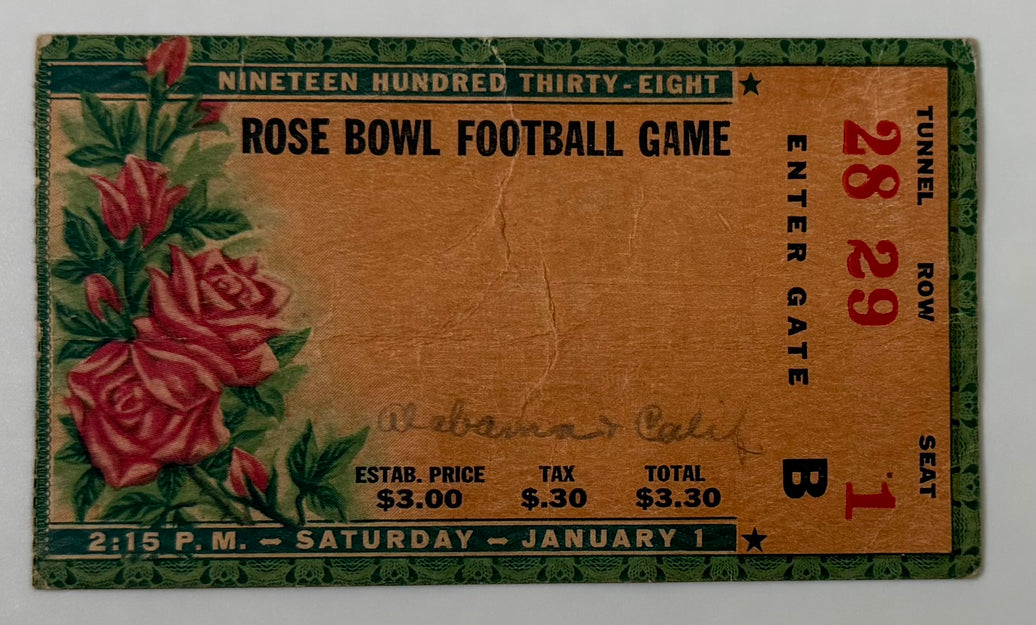 NINETEEN HUNDRED THIRTY-EIGHT
ROSE BOWL FOOTBALL GAME
Alabama & Calif
ESTAB. PRICE TAX TOTAL
$3.00 $.30 $3.30
2:15 P.M. – SATURDAY – JANUARY 1
TUNNEL ROW SEAT
28 29 1
ENTER GATE B